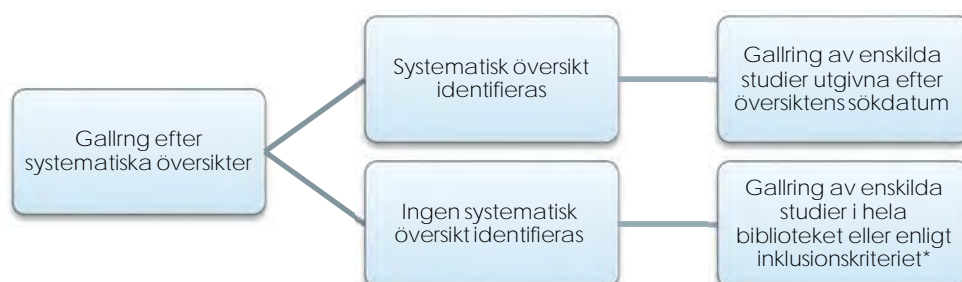 Gallrng efter
systematiska översikter
Systematisk översikt
identifieras
Gallring av enskilda
studier utgivna efter
översiktens sökdatum
Ingen systematisk
översikt identifieras
Gallring av enskilda
studier i hela
biblioteket eller enligt
inklusionskriteriet*